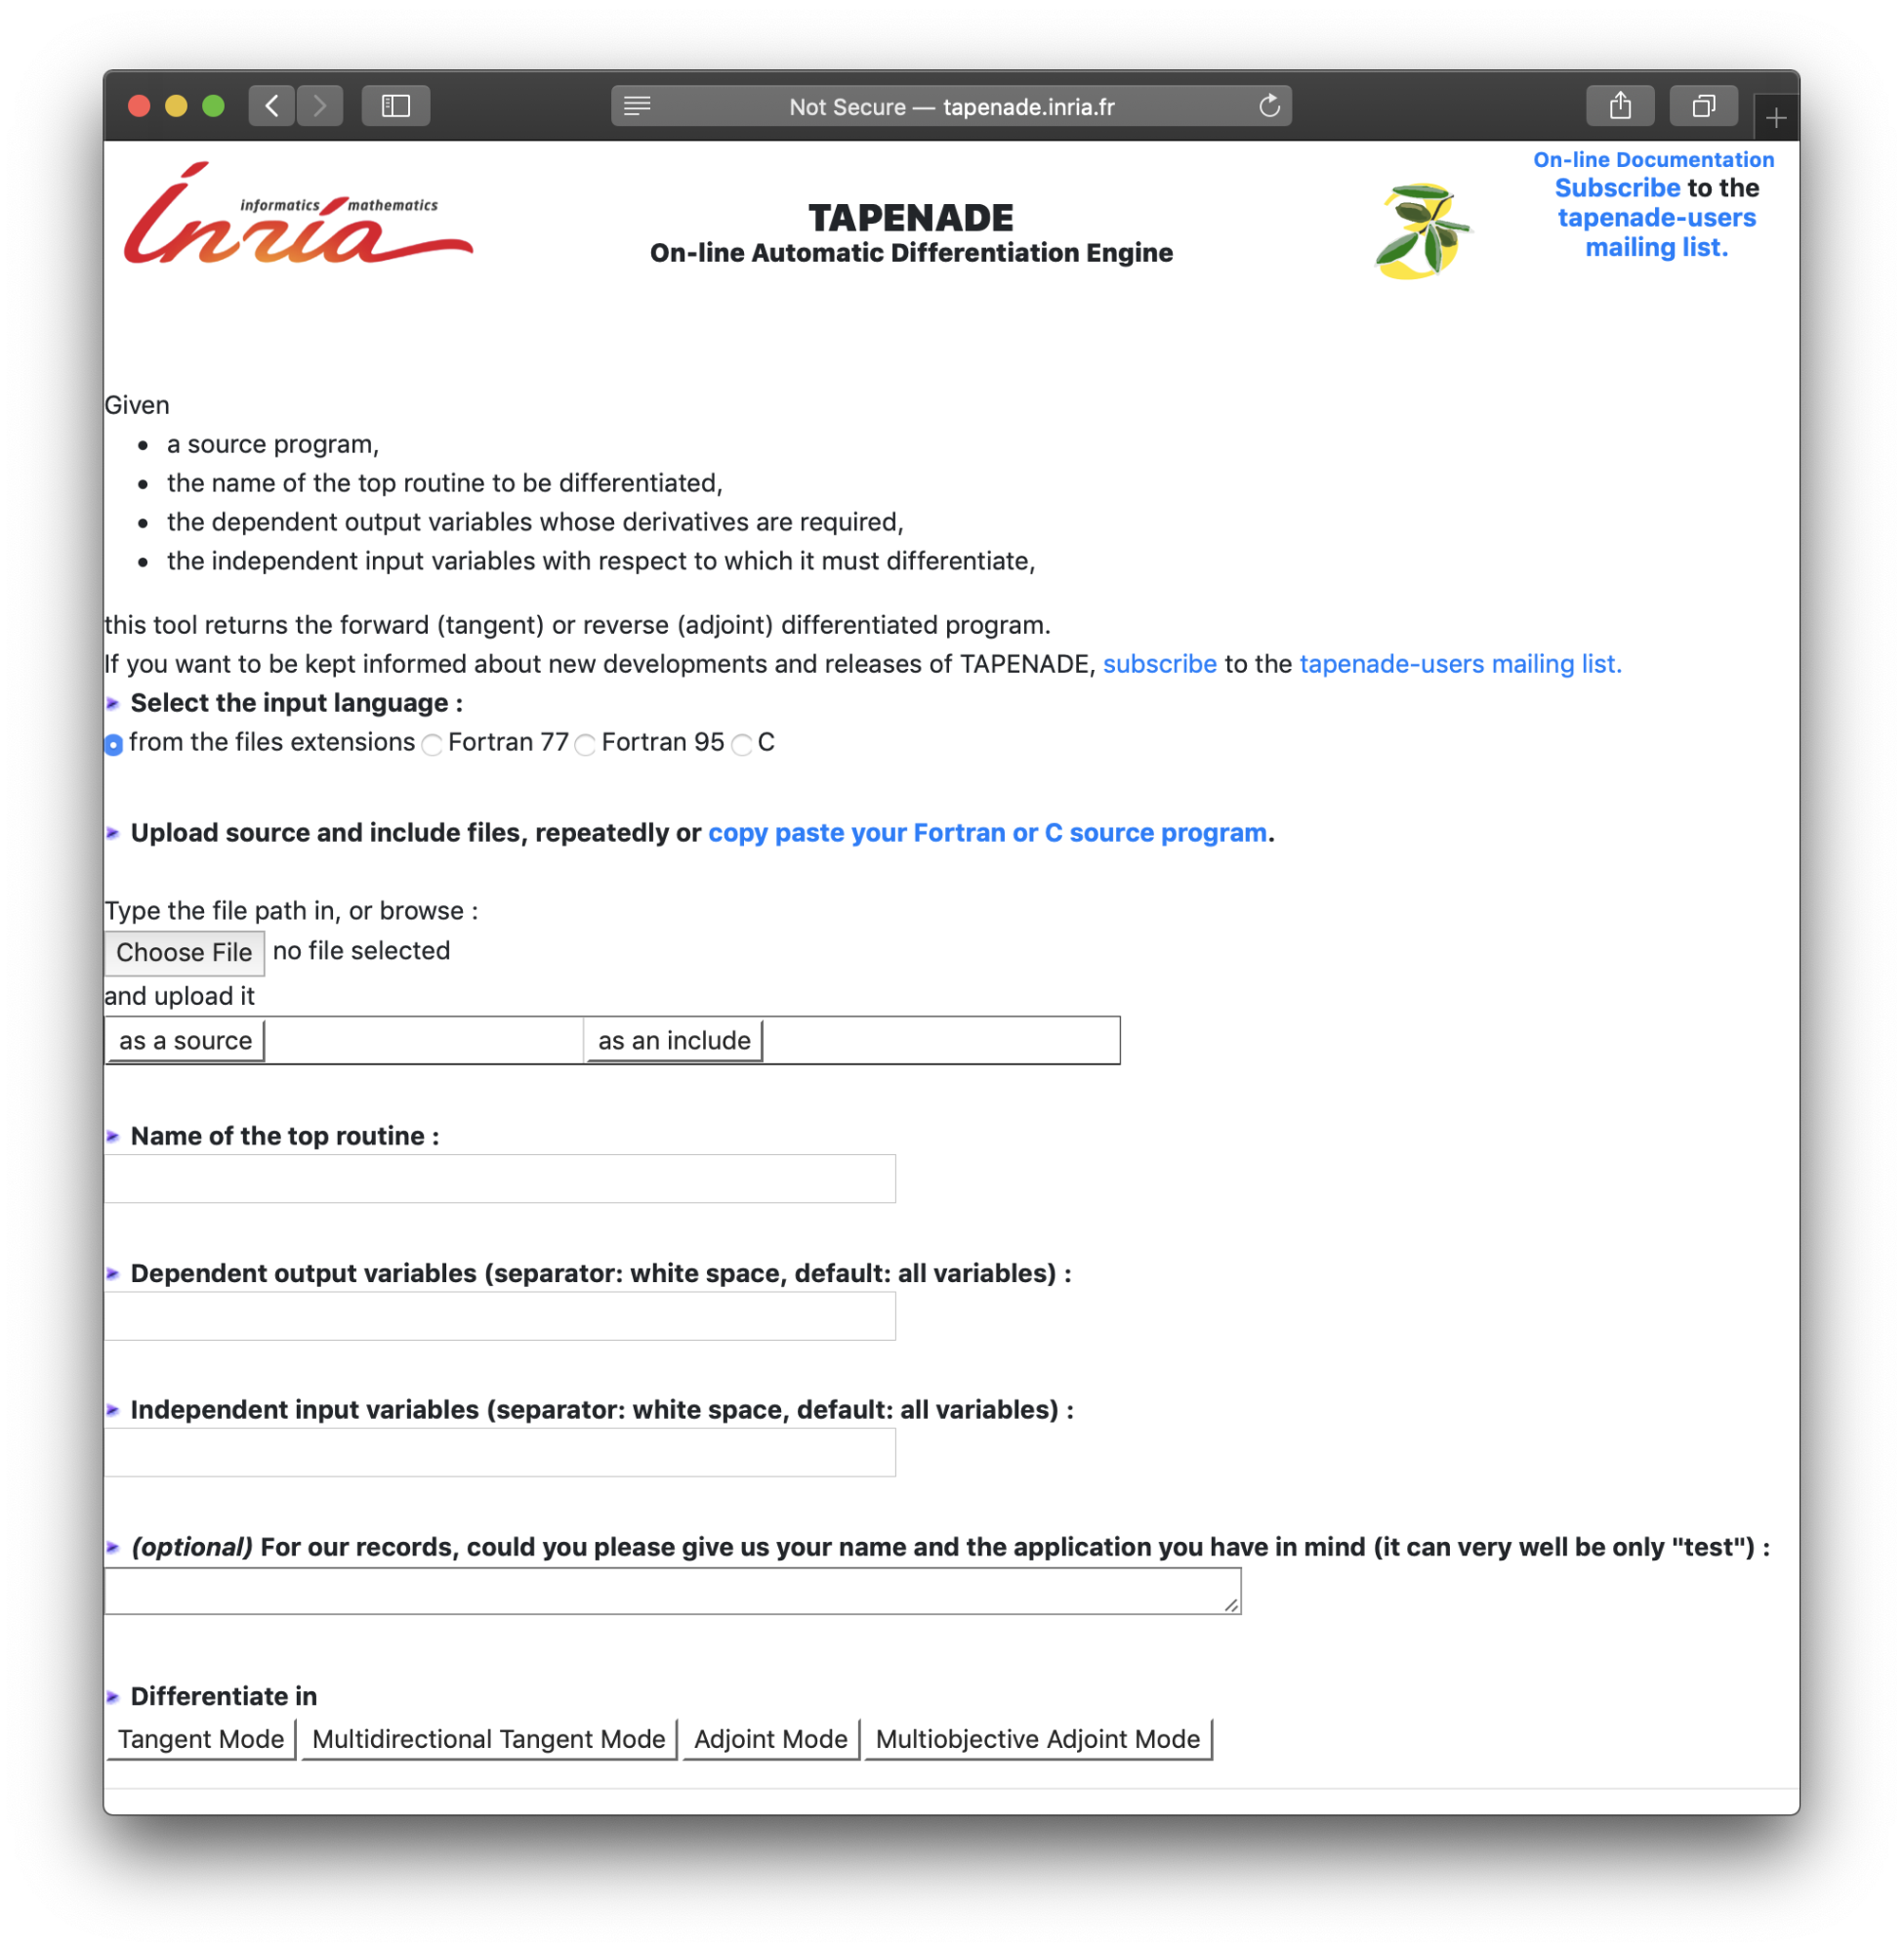 Not Secure — tapenade.inria.fr
informatics mathematics
Inria
TAPENADE
On-line Automatic Differentiation Engine
On-line Documentation
Subscribe to the
tapenade-users
mailing list.
Given
a source program,
the name of the top routine to be differentiated,
the dependent output variables whose derivatives are required,
the independent input variables with respect to which it must differentiate,
this tool returns the forward (tangent) or reverse (adjoint) differentiated program.
If you want to be kept informed about new developments and releases of TAPENADE, subscribe to the tapenade-users mailing list.
Select the input language :
from the files extensions Fortran 77 Fortran 95 C
Upload source and include files, repeatedly or copy paste your Fortran or C source program.
Type the file path in, or browse :
Choose File no file selected
and upload it
as a source as an include
Name of the top routine :
Dependent output variables (separator: white space, default: all variables) :
Independent input variables (separator: white space, default: all variables) :
(optional) For our records, could you please give us your name and the application you have in mind (it can very well be only "test") :
Differentiate in
Tangent Mode Multidirectional Tangent Mode Adjoint Mode Multiobjective Adjoint Mode